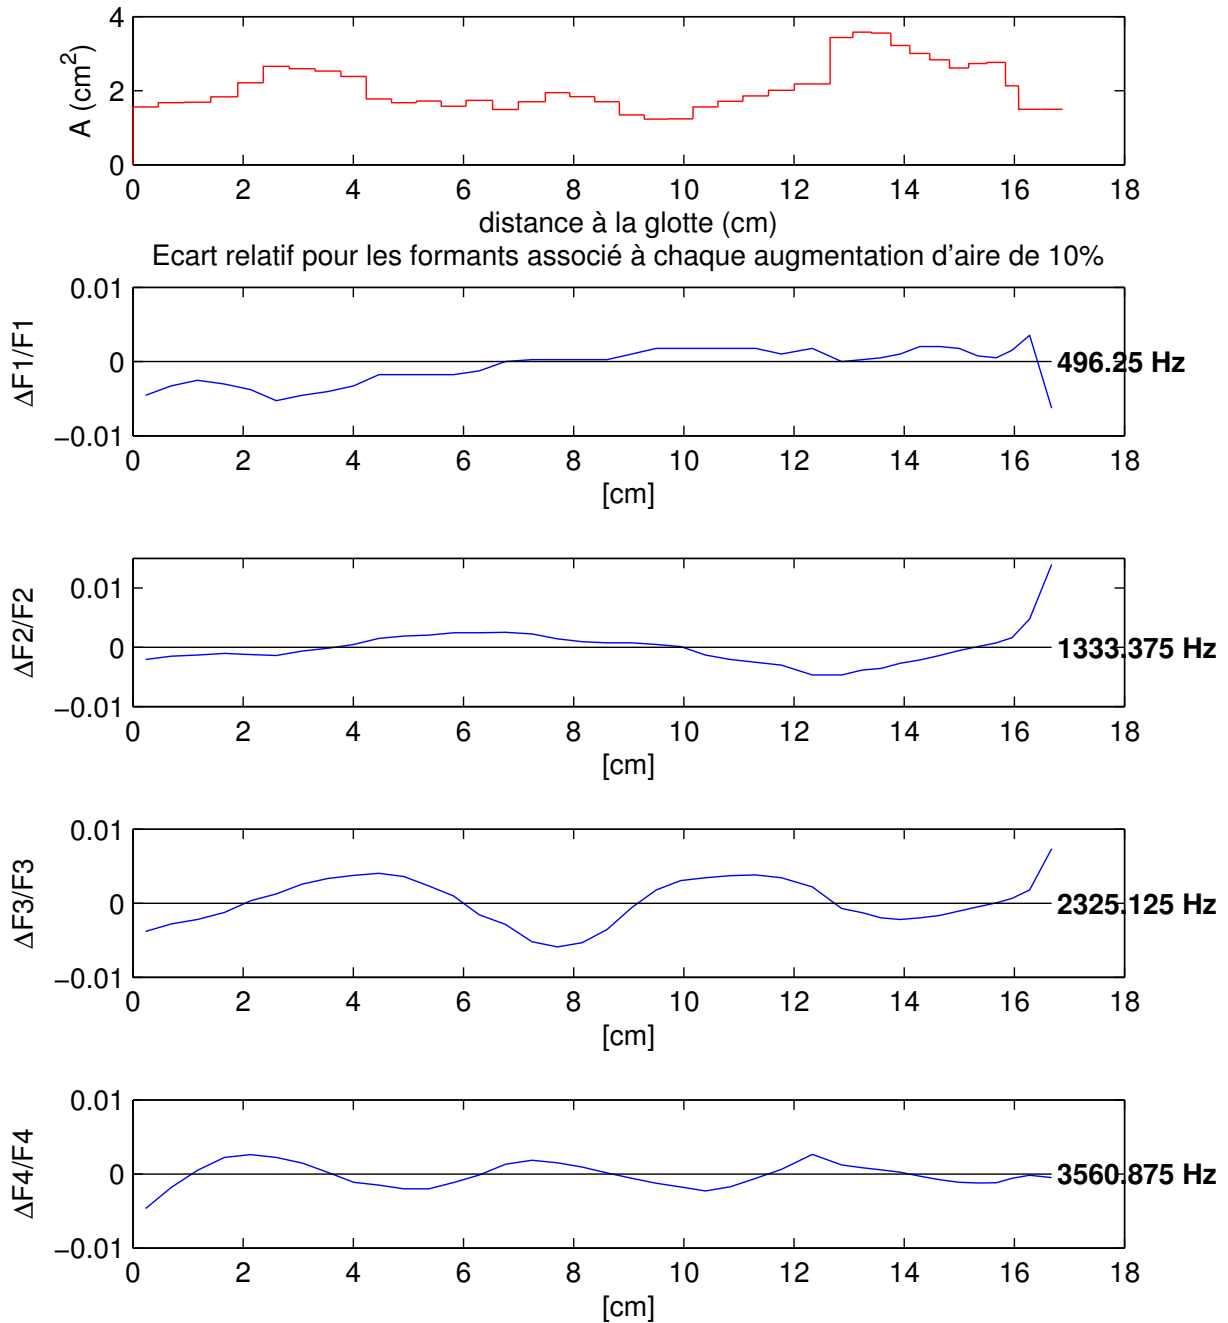 4
2
0
A (cm²)
0 2 4 6 8 10 12 14 16 18
distance à la glotte (cm)
Ecart relatif pour les formants associé à chaque augmentation d'aire de 10%
0.01
0
−0.01
ΔF1/F1
496.25 Hz
0 2 4 6 8 10 12 14 16 18
[cm]
0.01
0
−0.01
ΔF2/F2
1333.375 Hz
0 2 4 6 8 10 12 14 16 18
[cm]
0.01
0
−0.01
ΔF3/F3
2325.125 Hz
0 2 4 6 8 10 12 14 16 18
[cm]
0.01
0
−0.01
ΔF4/F4
3560.875 Hz
0 2 4 6 8 10 12 14 16 18
[cm]